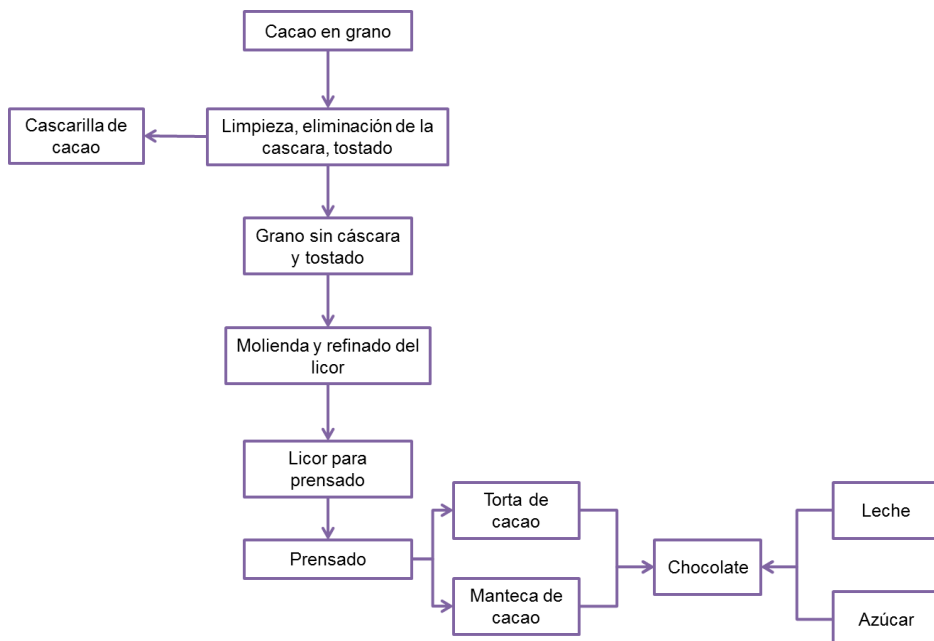 Cacao en grano
Cascarilla de
cacao
Limpieza, eliminación de la
cascara, tostado
Grano sin cáscara
y tostado
Molienda y refinado del
licor
Licor para
prensado
Prensado
Torta de
cacao
Manteca de
cacao
Chocolate
Leche
Azúcar